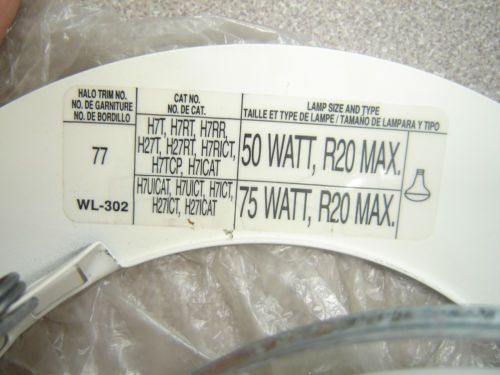 HALO TRIM NO.
NO. DE GARNITURE
NO. DE BORDILLO
77
WL-302
CAT NO.
NO. DE CAT.
H7T, H7RT, H7RR,
H27T, H27RT, H7RICT,
H7TCP, H7ICAT
H7UICAT, H7UICT, H7ICT,
H27ICT, H27ICAT
LAMP SIZE AND TYPE
TAILLE ET TYPE DE LAMPE / TAMAÑO DE LAMPARA Y TIPO
50 WATT, R20 MAX.
75 WATT, R20 MAX.